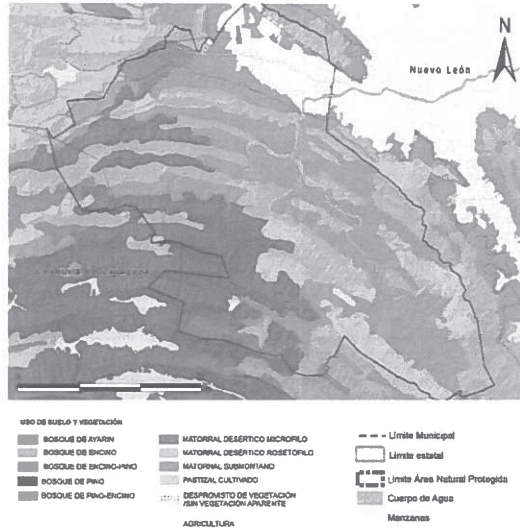 N
Nuevo León
USO DE SUELO Y VEGETACIÓN
BOSQUE DE AYARIN
BOSQUE DE ENCINO
BOSQUE DE ENCINO-PINO
BOSQUE DE PINO
BOSQUE DE PINO-ENCINO
MATORRAL DESÉRTICO MICROFILO
MATORRAL DESÉRTICO ROSETOFILO
MATORRAL SUBMONTANO
PASTIZAL CULTIVADO
DESPROVISTO DE VEGETACIÓN
/SIN VEGETACIÓN APARENTE
AGRICULTURA
Límite Municipal
Límite estatal
Límite Área Natural Protegida
Cuerpo de Agua
Manzanas